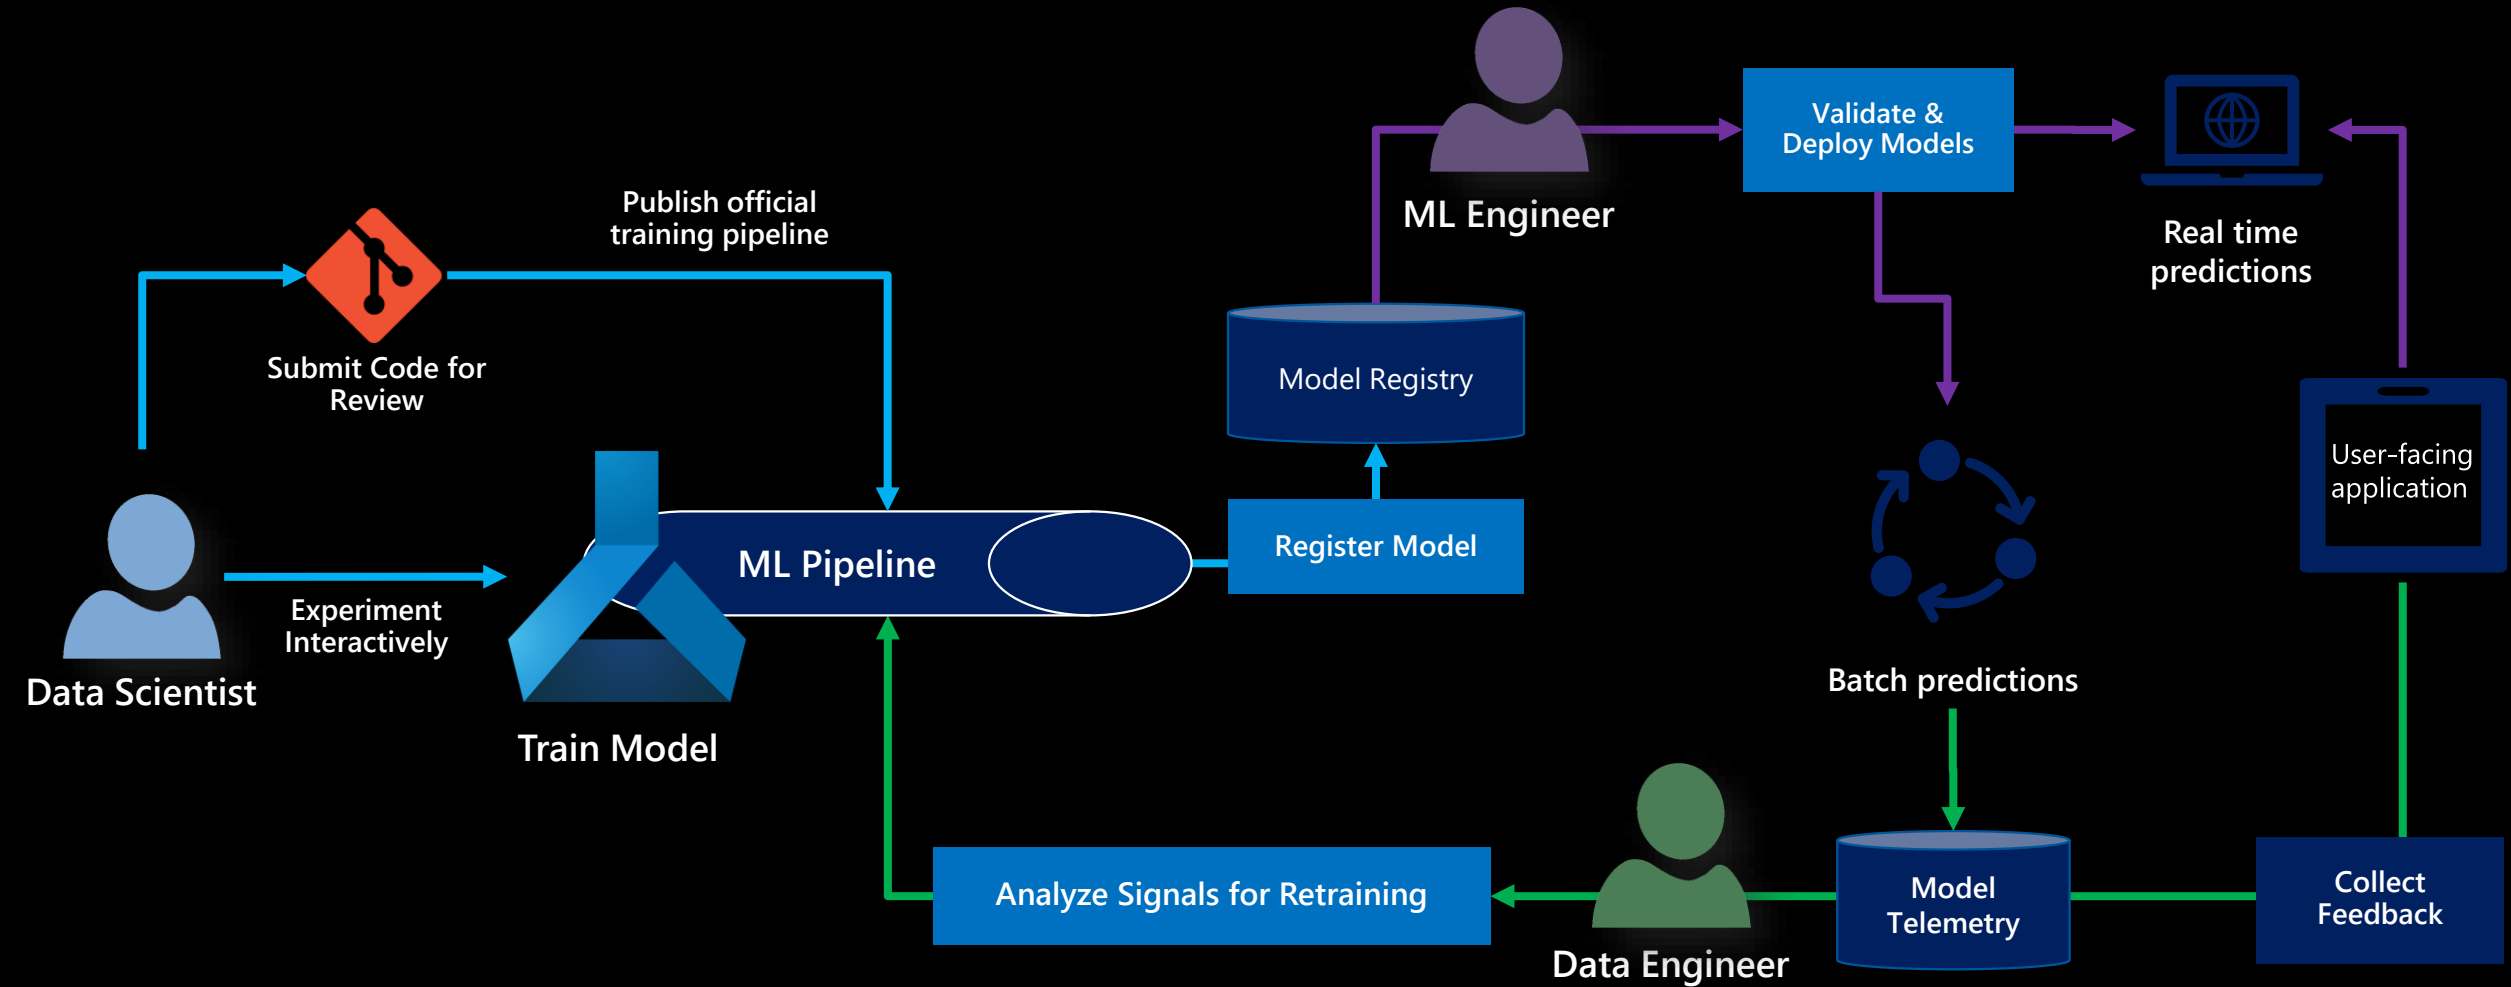 Publish official
training pipeline
Submit Code for
Review
Experiment
Interactively
Data Scientist
Train Model
ML Pipeline
Register Model
Model Registry
ML Engineer
Validate &
Deploy Models
Real time
predictions
User-facing
application
Batch predictions
Collect
Feedback
Model
Telemetry
Data Engineer
Analyze Signals for Retraining